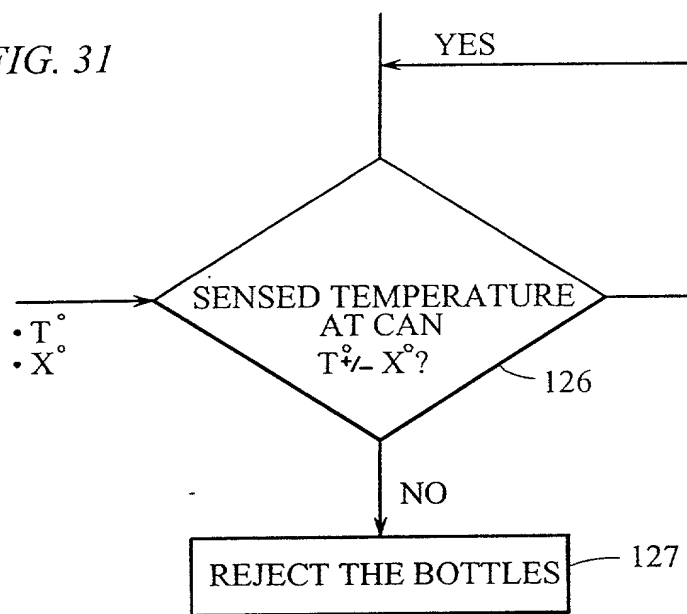 FIG. 31
YES
SENSED TEMPERATURE
AT CAN
T°+/- X°?
• T°
• X°
126
NO
REJECT THE BOTTLES
127